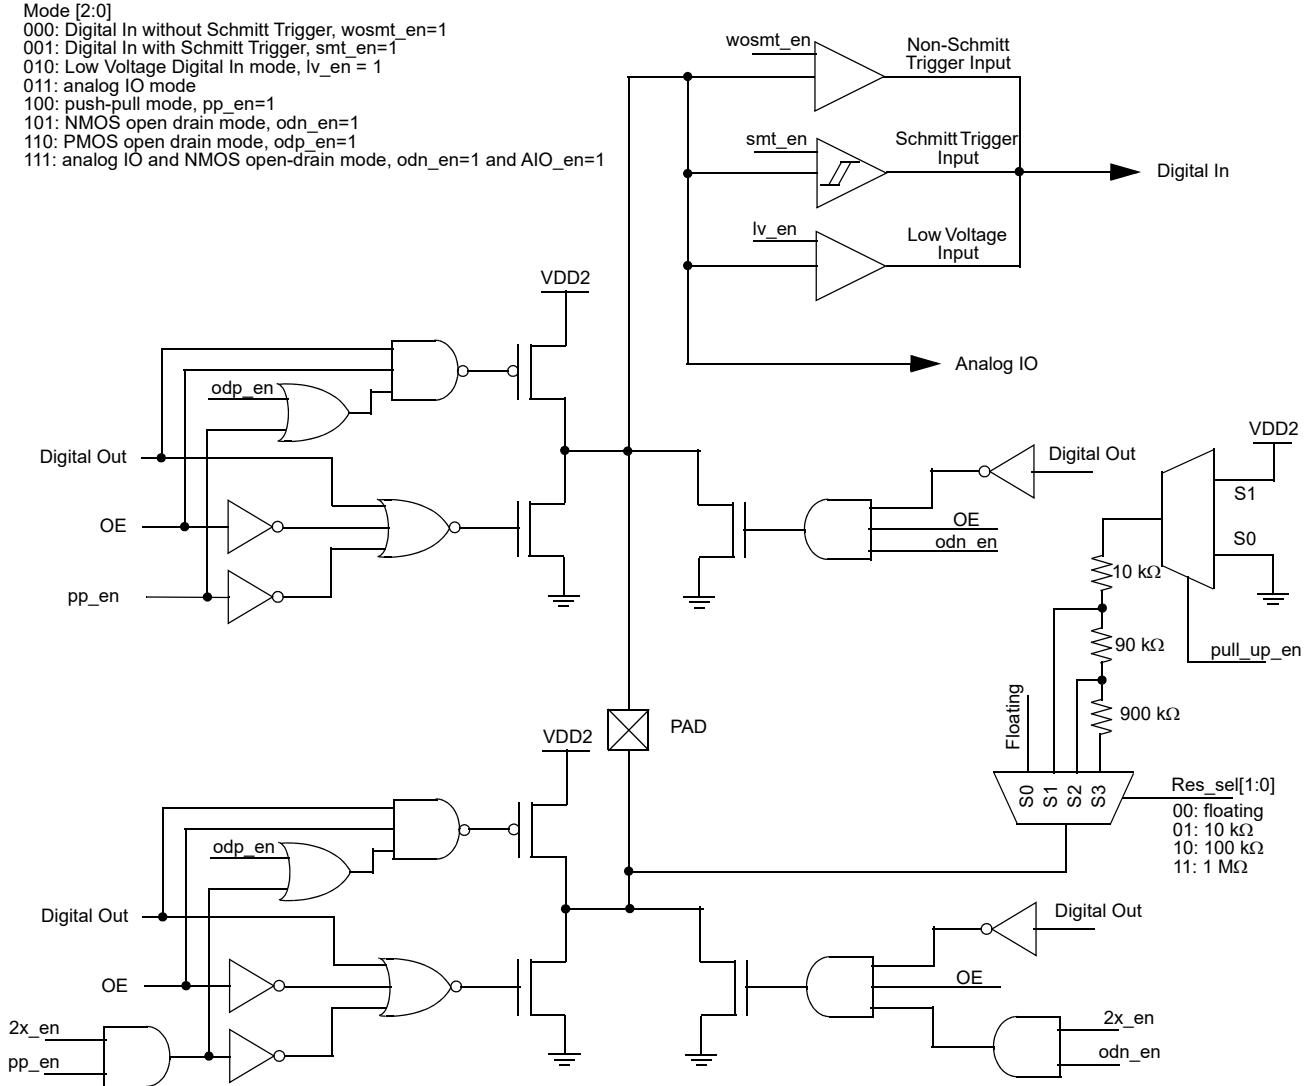 Mode [2:0]
000: Digital In without Schmitt Trigger, wosmt_en=1
001: Digital In with Schmitt Trigger, smt_en=1
010: Low Voltage Digital In mode, lv_en = 1
011: analog IO mode
100: push-pull mode, pp_en=1
101: NMOS open drain mode, odn_en=1
110: PMOS open drain mode, odp_en=1
111: analog IO and NMOS open-drain mode, odn_en=1 and AIO_en=1
wosmt_en
Non-Schmitt
Trigger Input
smt_en
Schmitt Trigger
Input
Digital In
lv_en
Low Voltage
Input
Analog IO
VDD2
odp_en
Digital Out
OE
pp_en
Digital Out
OE
odn_en
VDD2
S1
S0
10 kΩ
90 kΩ
900 kΩ
pull_up_en
Floating
PAD
S0
S1
S2
S3
Res_sel[1:0]
00: floating
01: 10 kΩ
10: 100 kΩ
11: 1 MΩ
VDD2
odp_en
Digital Out
OE
2x_en
pp_en
Digital Out
OE
2x_en
odn_en